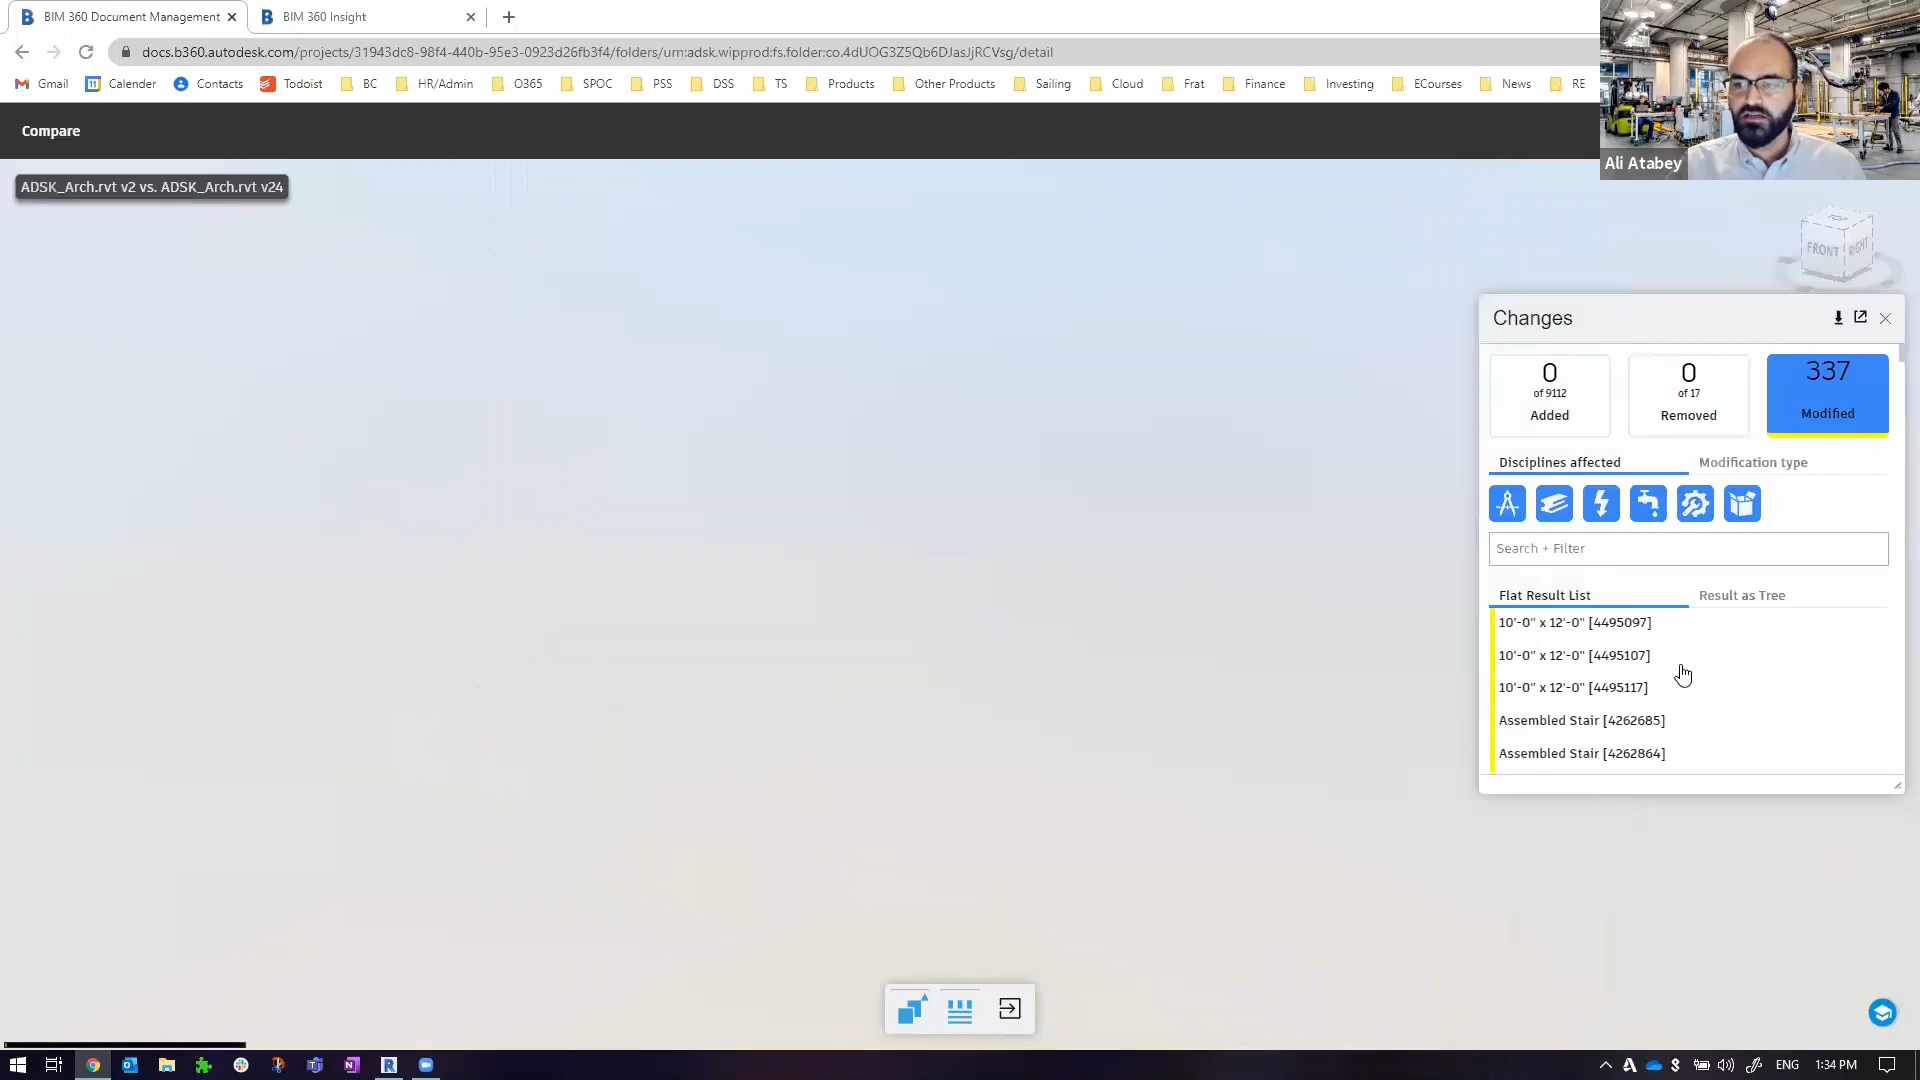 BIM 360 Document Management
BIM 360 Insight
docs.b360.autodesk.com/projects/31943dc8-98f4-440b-95e3-0923d26fb3f4/folders/urn:adsk.wipprod:fs.folder:co.4dUOG3Z5Qb6DJasJjRCVsg/detail
Gmail Calender Contacts Todoist BC HR/Admin O365 SPOC PSS DSS TS Products Other Products Sailing Cloud Frat Finance Investing ECourses News RE
Ali Atabey
Compare
ADSK_Arch.rvt v2 vs. ADSK_Arch.rvt v24
TOP
FRONT RIGHT
Changes
0
of 9112
Added
0
of 17
Removed
337
Modified
Disciplines affected
Modification type
Search + Filter
Flat Result List
Result as Tree
10'-0" x 12'-0" [4495097]
10'-0" x 12'-0" [4495107]
10'-0" x 12'-0" [4495117]
Assembled Stair [4262685]
Assembled Stair [4262864]
ENG
1:34 PM